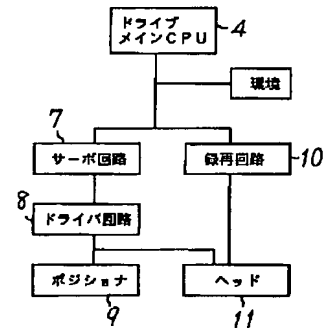 ドライブ
メインCPU
4
環境
7
サーボ回路
録再回路
10
8
ドライバ回路
ポジショナ
ヘッド
9
11